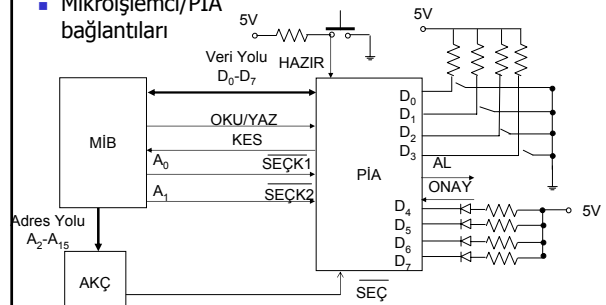 ▪ Mikroişlemci/PIA
bağlantıları
5V
5V
Veri Yolu
D0-D7
HAZIR
D0
D1
D2
D3
OKU/YAZ
KES
MİB
A0
SEÇK1
PİA
AL
ONAY
A1
SEÇK2
D4
D5
D6
D7
5V
Adres Yolu
A2-A15
AKÇ
SEÇ